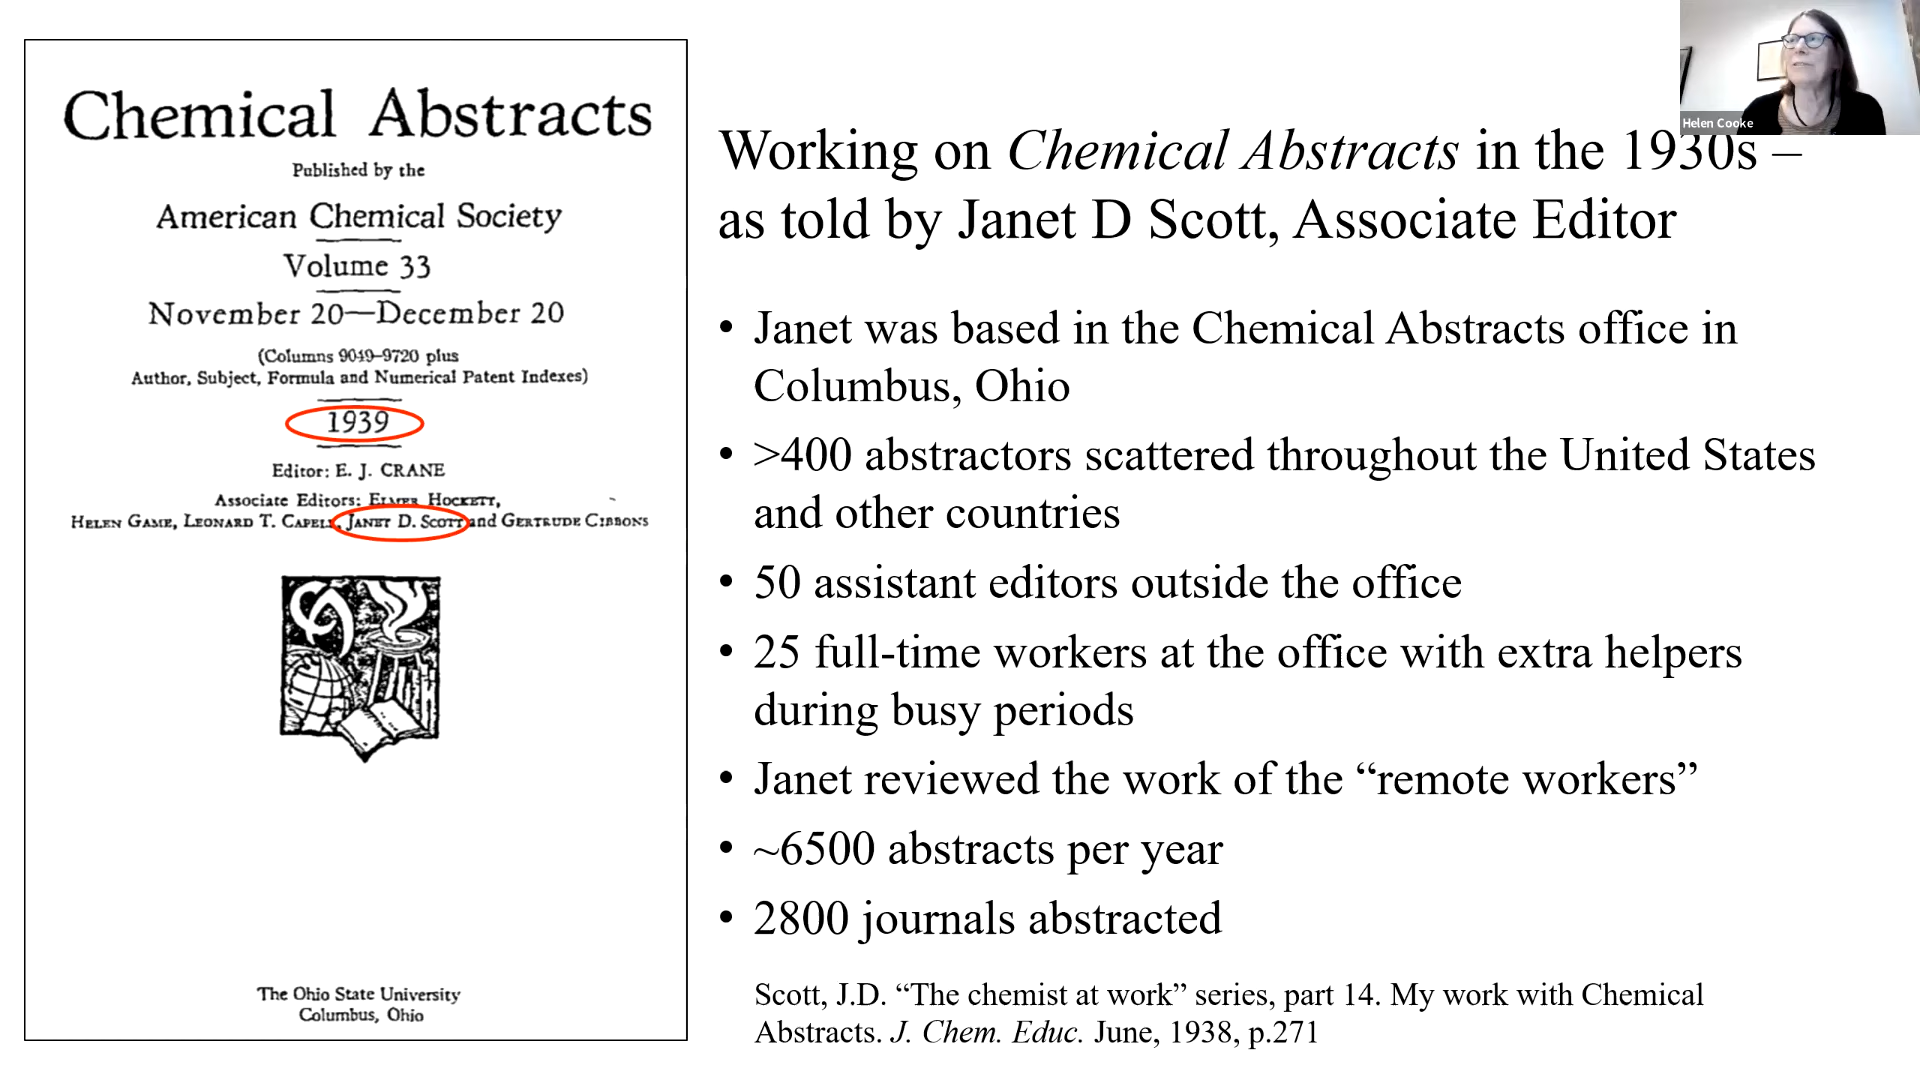 Chemical Abstracts
Published by the
American Chemical Society
Volume 33
November 20—December 20
(Columns 9049–9720 plus
Author, Subject, Formula and Numerical Patent Indexes)
1939
Editor: E. J. CRANE
Associate Editors: ELMER HOCKETT,
HELEN GAME, LEONARD T. CAPELL, JANET D. SCOTT and GERTRUDE GIBBONS
The Ohio State University
Columbus, Ohio
Helen Cooke
Working on Chemical Abstracts in the 1930s –
as told by Janet D Scott, Associate Editor
• Janet was based in the Chemical Abstracts office in
Columbus, Ohio
• >400 abstractors scattered throughout the United States
and other countries
• 50 assistant editors outside the office
• 25 full-time workers at the office with extra helpers
during busy periods
• Janet reviewed the work of the “remote workers”
• ~6500 abstracts per year
• 2800 journals abstracted
Scott, J.D. “The chemist at work” series, part 14. My work with Chemical
Abstracts. J. Chem. Educ. June, 1938, p.271